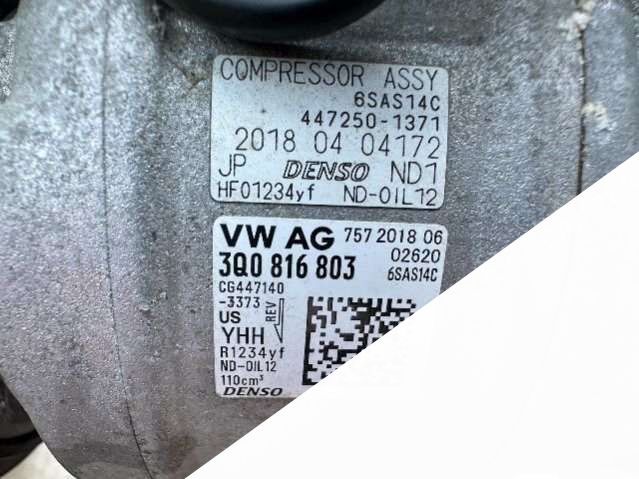 COMPRESSOR ASSY
6SAS14C
447250-1371
2018 04 04172
JP DENSO ND1
HFO1234yf ND-OIL12
VW AG 757 2018 06
02620
3Q0 816 803 6SAS14C
CG447140
-3373
US REV
YHH
R1234yf
ND-OIL12
110cm³
DENSO